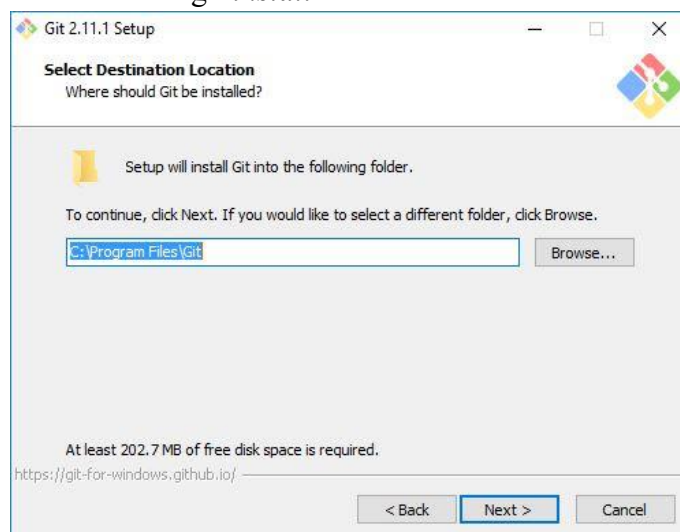 Git 2.11.1 Setup
Select Destination Location
Where should Git be installed?
Setup will install Git into the following folder.
To continue, click Next. If you would like to select a different folder, click Browse.
C:\Program Files\Git
Browse...
At least 202.7 MB of free disk space is required.
https://git-for-windows.github.io/
< Back
Next >
Cancel